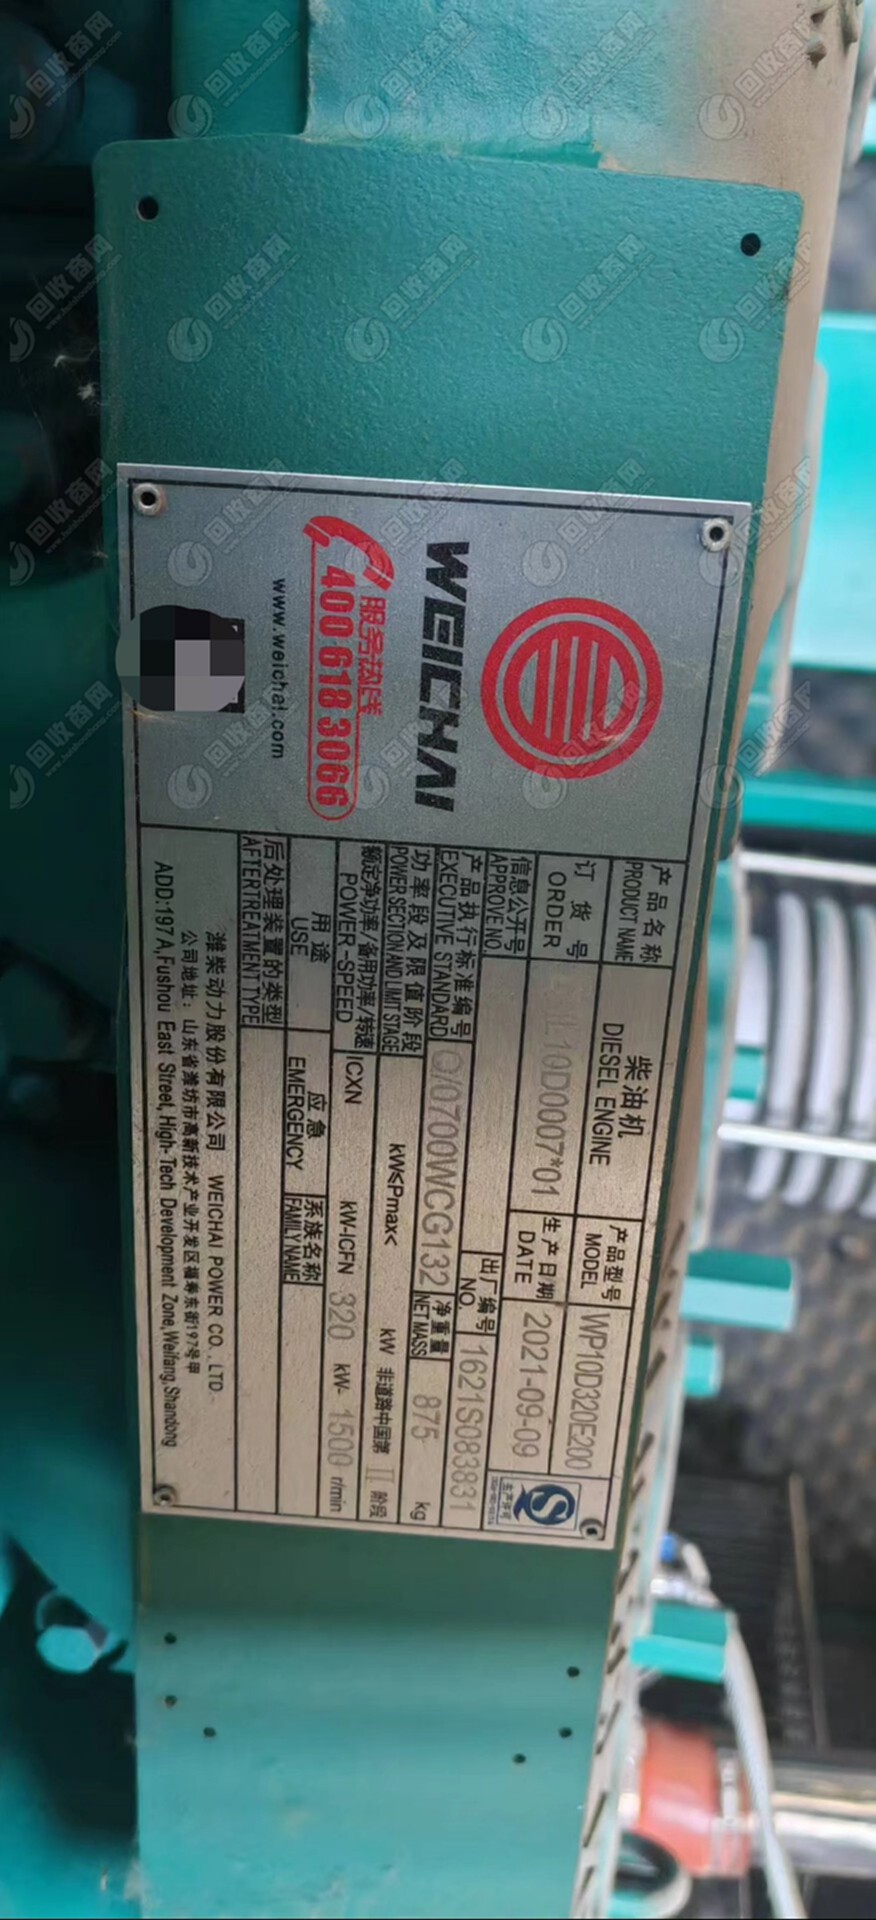 WEICHAI
服务热线
400 618 3066
www.weichai.com
产品名称
PRODUCT NAME
柴油机
DIESEL ENGINE
产品型号
MODEL
WP10D320E200
订货号
ORDER
L10D0007*01
生产日期
DATE
2021-09-09
信息公开号
APPROVE NO.
出厂编号
NO.
1621S083831
产品执行标准编号
EXECUTIVE STANDARD
Q/0700WCG132
净重量
NET MASS
875 kg
功率段及限值阶段
POWER SECTION AND LIMIT STAGE
kW≤Pmax< kW 非道路中国第 II 阶段
额定净功率/备用功率/转速
POWER-SPEED
ICXN kW-ICFN 320 kW- 1500 r/min
用途
USE
应急
EMERGENCY
系族名称
FAMILY NAME
后处理装置的类型
AFTERTREATMENT TYPE
潍柴动力股份有限公司 WEICHAI POWER CO., LTD.
公司地址：山东省潍坊市高新技术产业开发区福寿东街197号甲
ADD:197 A,Fushou East Street, High-Tech Development Zone,Weifang,Shandong
回收商网